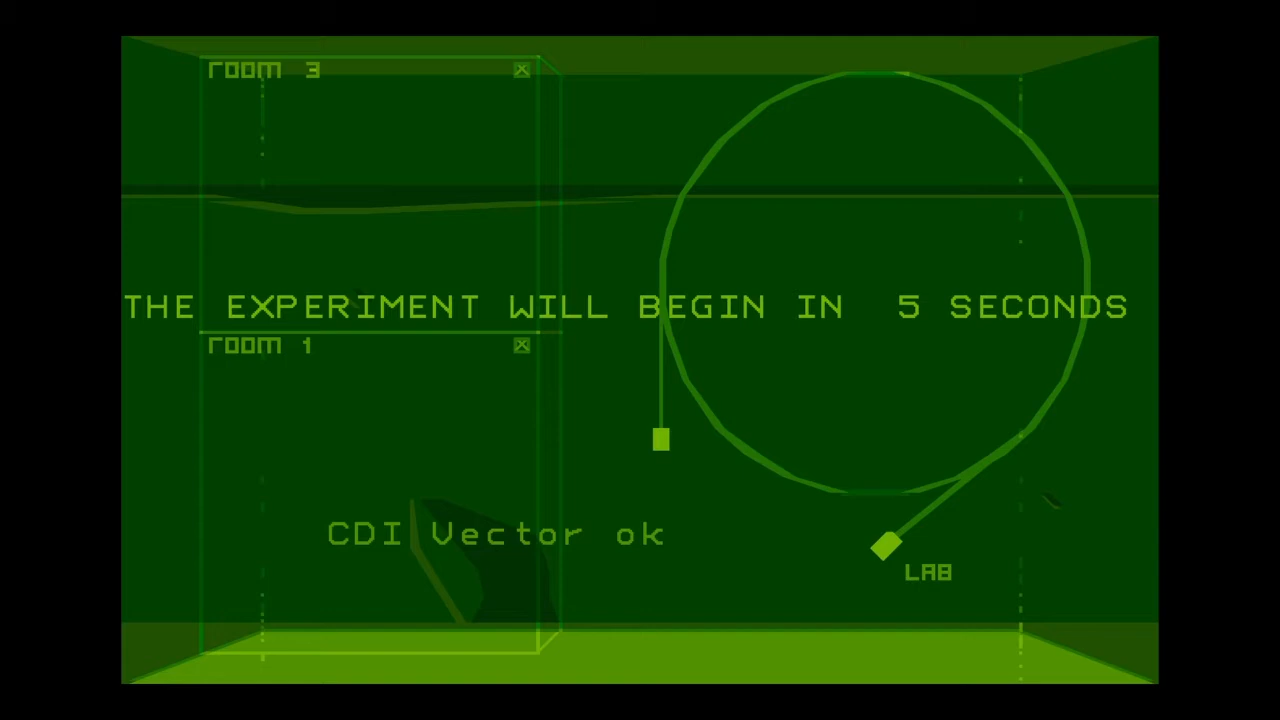 room 3
THE EXPERIMENT WILL BEGIN IN 5 SECONDS
room 1
CDI Vector ok
LAB